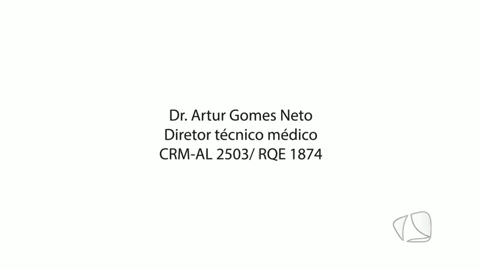 Dr. Artur Gomes Neto
Diretor técnico médico
CRM-AL 2503/ RQE 1874